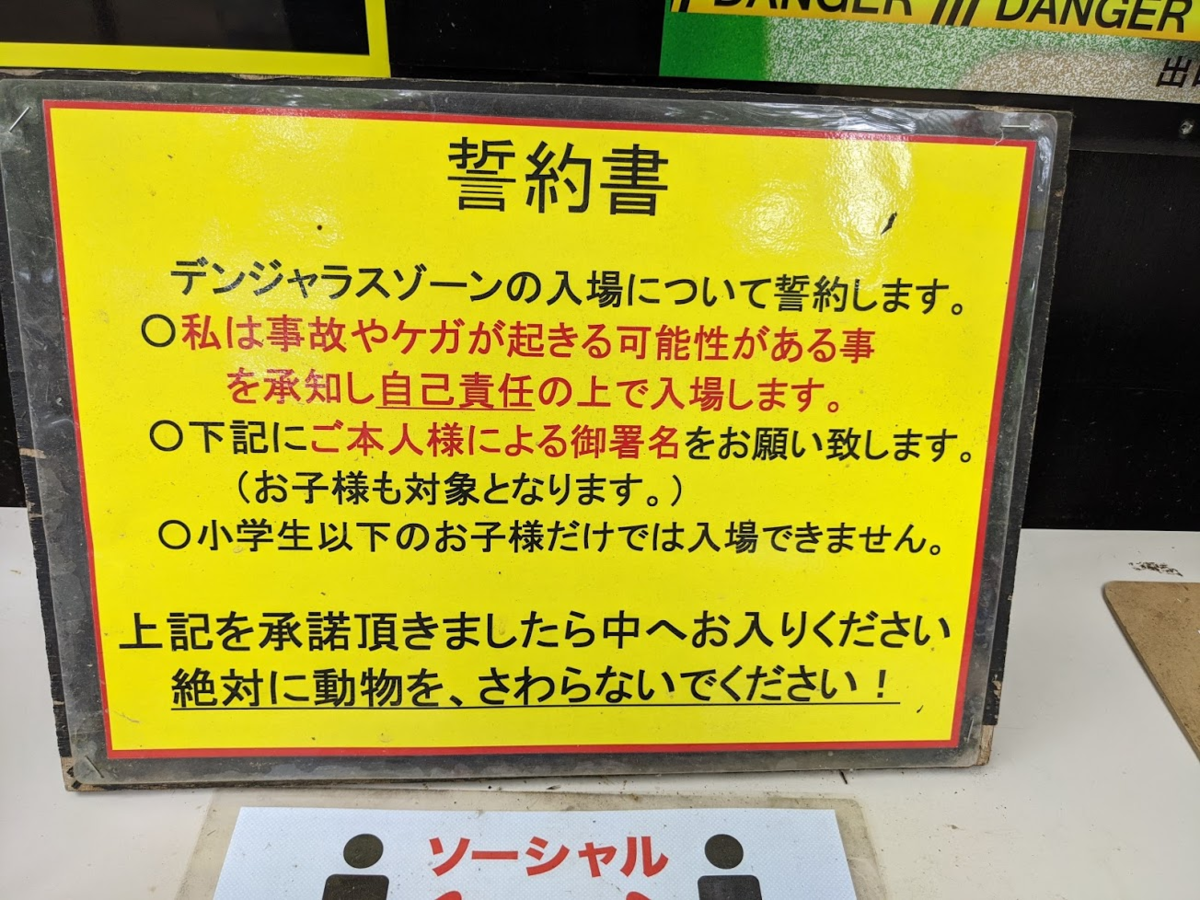 DANGER /// DANGER
出
誓約書
デンジャラスゾーンの入場について誓約します。
○私は事故やケガが起きる可能性がある事
を承知し自己責任の上で入場します。
○下記にご本人様による御署名をお願い致します。
（お子様も対象となります。）
○小学生以下のお子様だけでは入場できません。
上記を承諾頂きましたら中へお入りください
絶対に動物を、さわらないでください！
ソーシャル